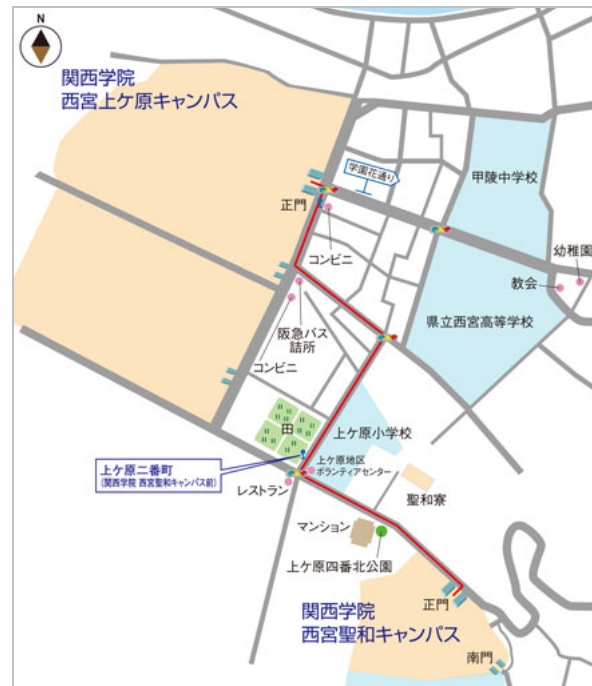 N
関西学院
西宮上ケ原キャンパス
学園花通り
甲陵中学校
正門
幼稚園
コンビニ
教会
県立西宮高等学校
阪急バス
詰所
コンビニ
田
上ケ原小学校
上ケ原二番町
(関西学院 西宮聖和キャンパス前)
上ケ原地区
ボランティアセンター
レストラン
聖和寮
マンション
上ケ原四番北公園
関西学院
西宮聖和キャンパス
正門
南門